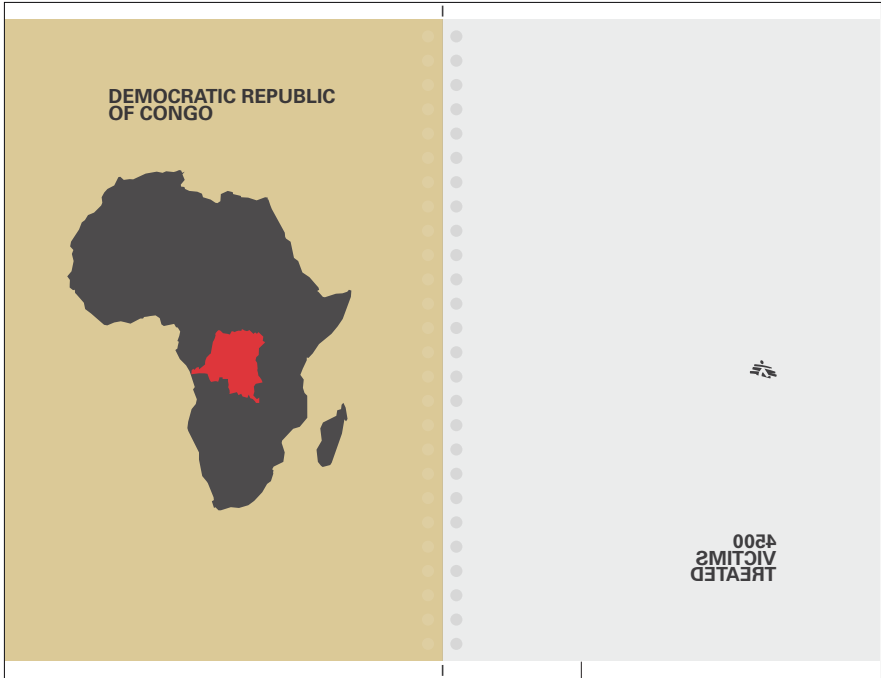 DEMOCRATIC REPUBLIC
OF CONGO
4500
VICTIMS
TREATED